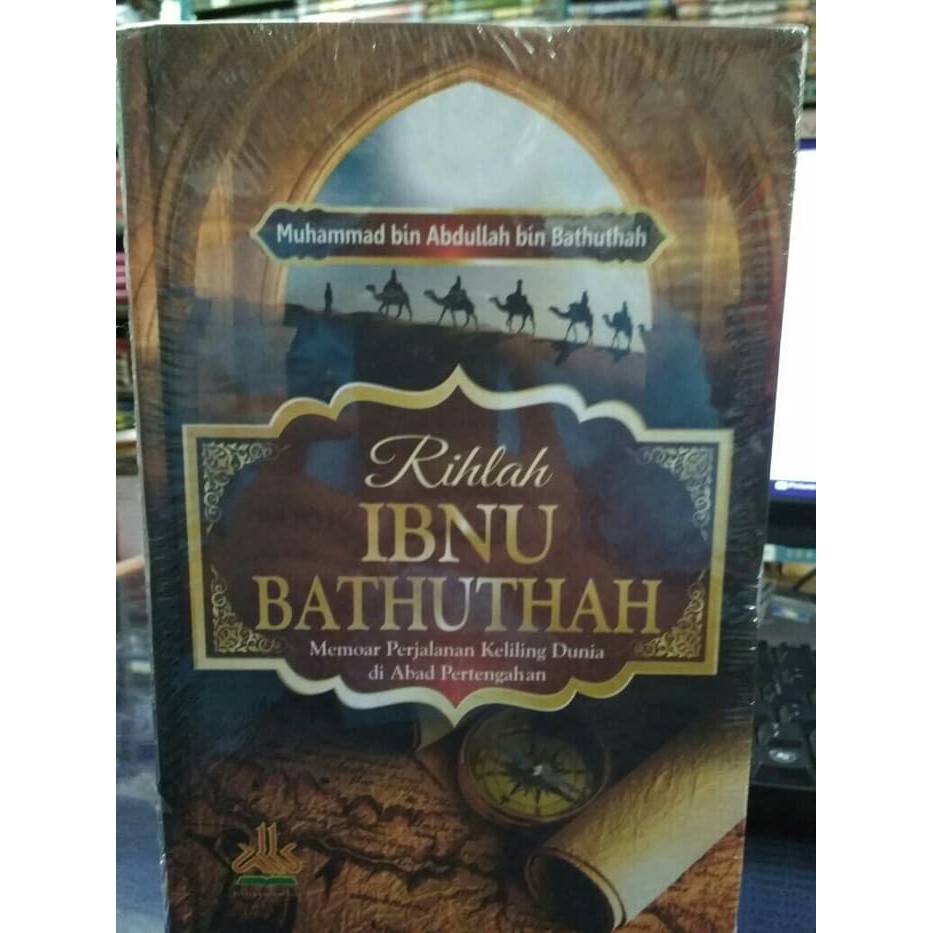 Muhammad bin Abdullah bin Bathuthah
Rihlah
IBNU
BATHUTHAH
Memoar Perjalanan Keliling Dunia
di Abad Pertengahan